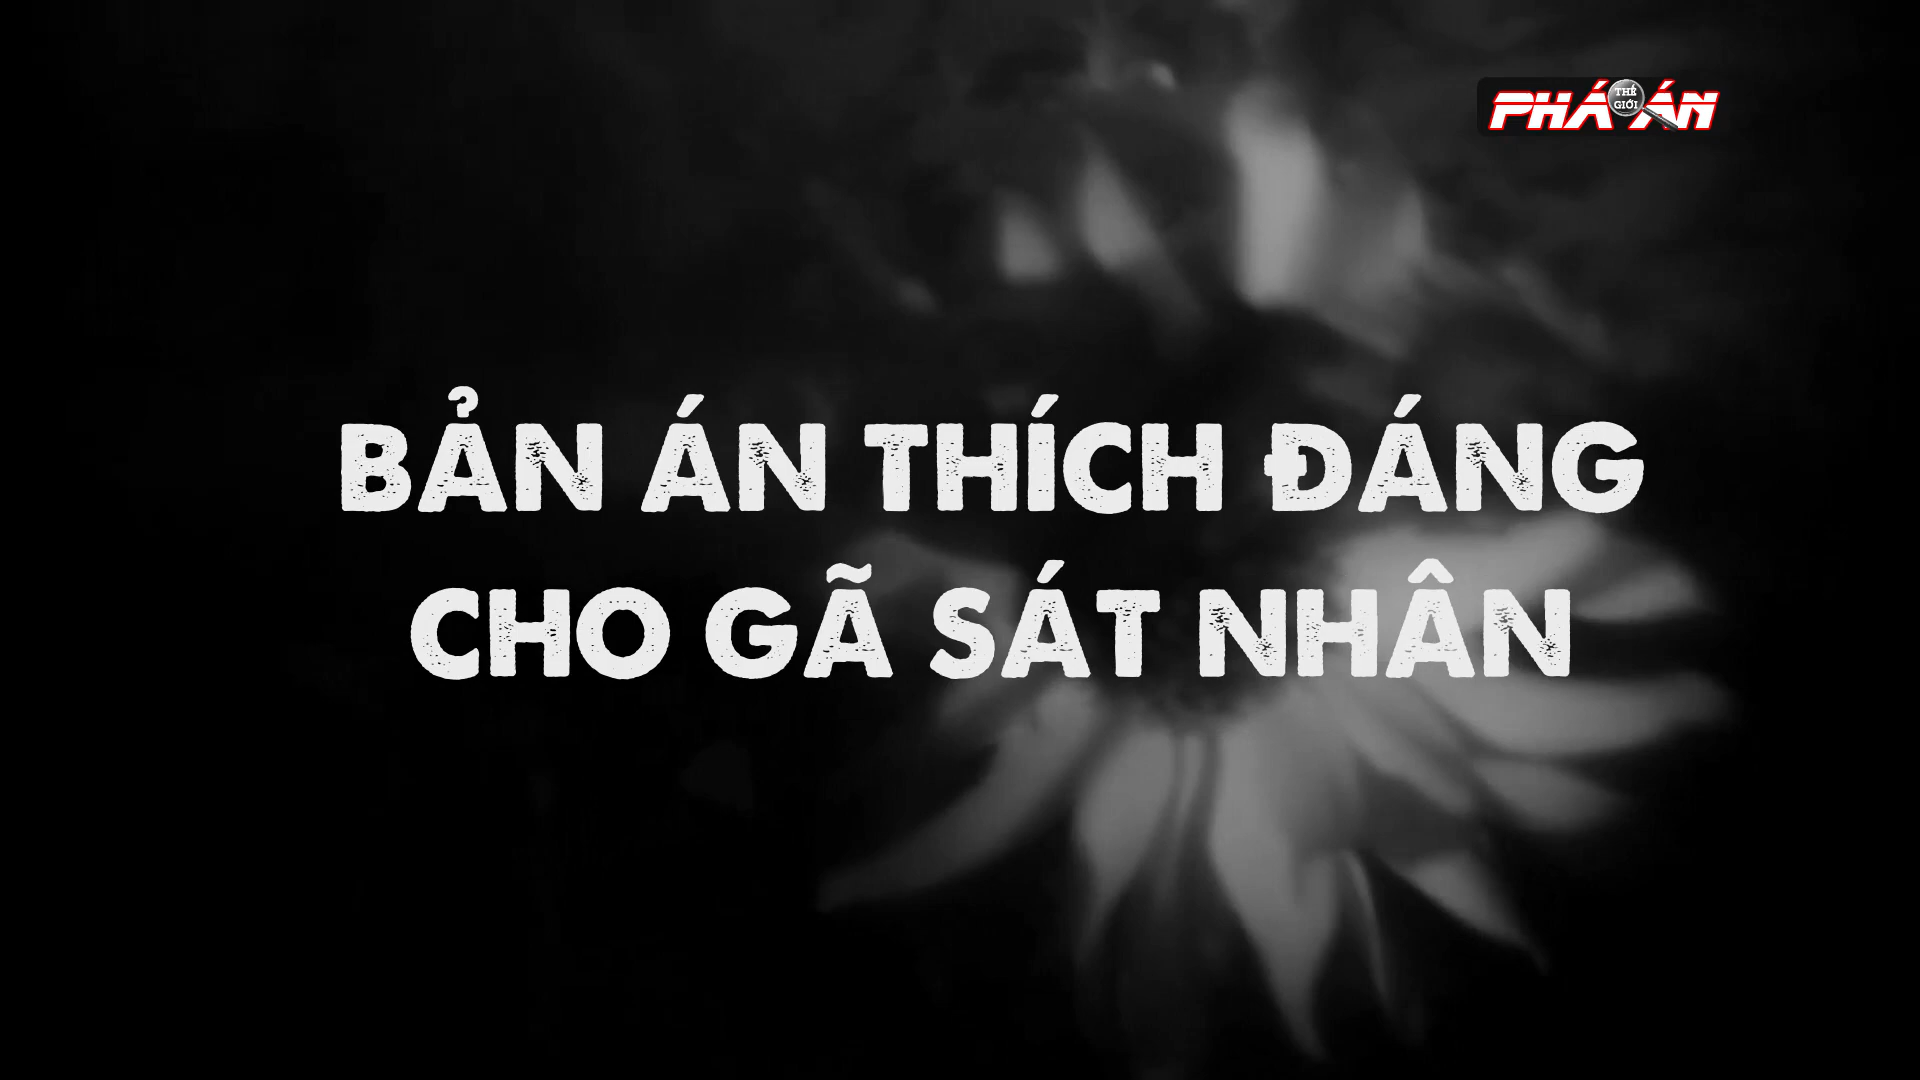 PHÁ ÁN
THẾ
GIỚI
BẢN ÁN THÍCH ĐÁNG
CHO GÃ SÁT NHÂN